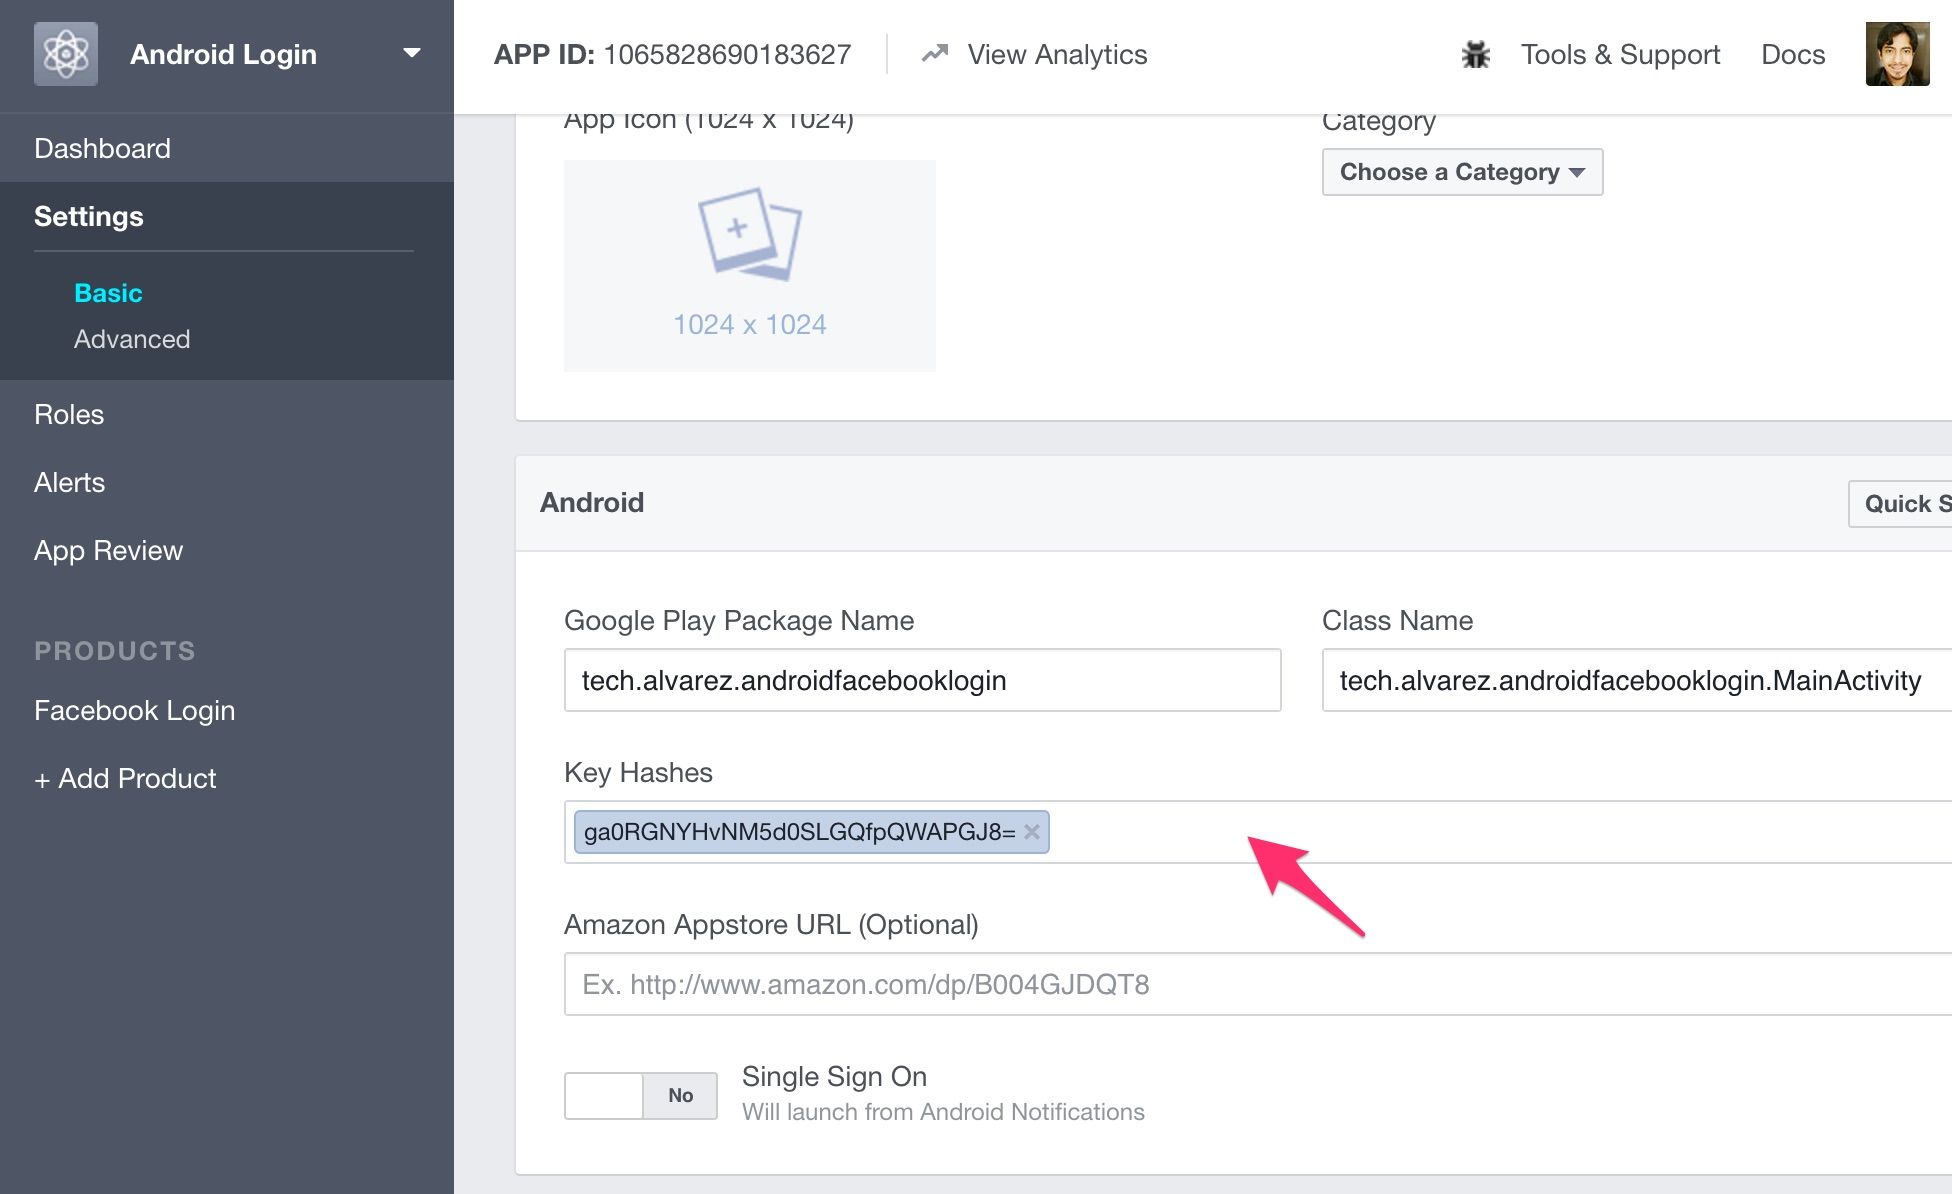 Android Login
APP ID: 1065828690183627
View Analytics
Tools & Support
Docs
Dashboard
Settings
Basic
Advanced
Roles
Alerts
App Review
PRODUCTS
Facebook Login
+ Add Product
App Icon (1024 x 1024)
Category
Choose a Category
1024 x 1024
Android
Quick S
Google Play Package Name
Class Name
tech.alvarez.androidfacebooklogin
tech.alvarez.androidfacebooklogin.MainActivity
Key Hashes
ga0RGNYHvNM5d0SLGQfpQWAPGJ8=
Amazon Appstore URL (Optional)
Ex. http://www.amazon.com/dp/B004GJDQT8
No
Single Sign On
Will launch from Android Notifications